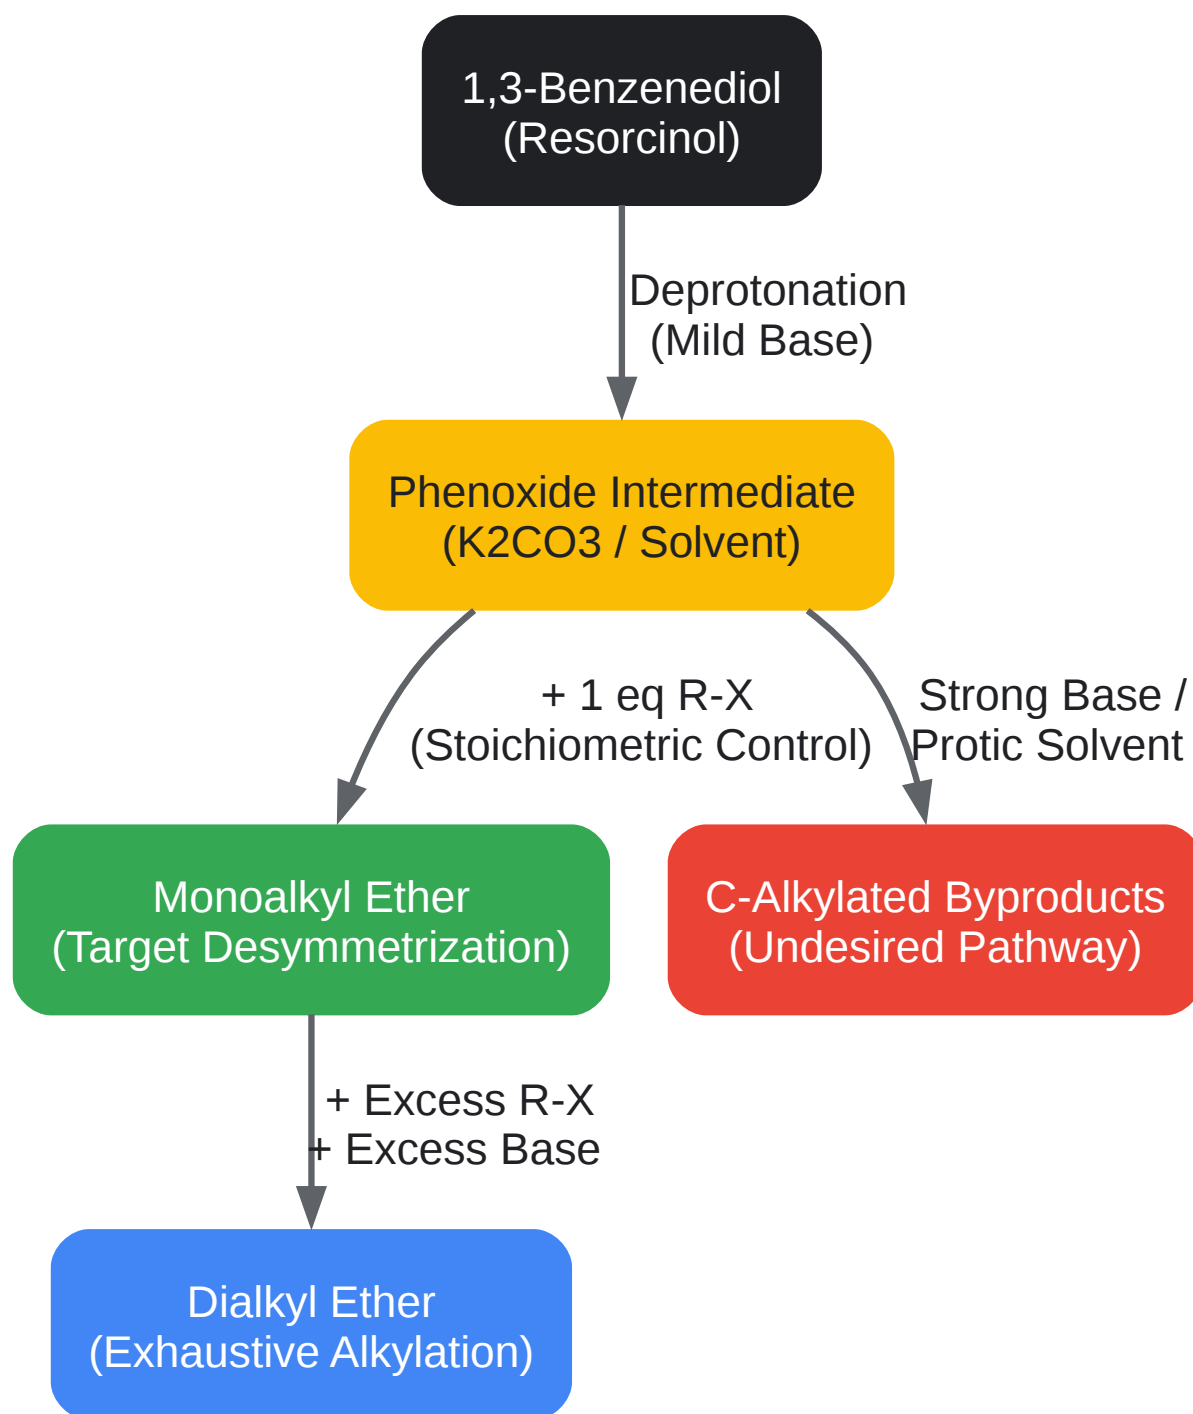 1,3-Benzenediol
(Resorcinol)
Deprotonation
(Mild Base)
Phenoxide Intermediate
(K2CO3 / Solvent)
+ 1 eq R-X
(Stoichiometric Control)
Strong Base /
Protic Solvent
Monoalkyl Ether
(Target Desymmetrization)
C-Alkylated Byproducts
(Undesired Pathway)
+ Excess R-X
+ Excess Base
Dialkyl Ether
(Exhaustive Alkylation)